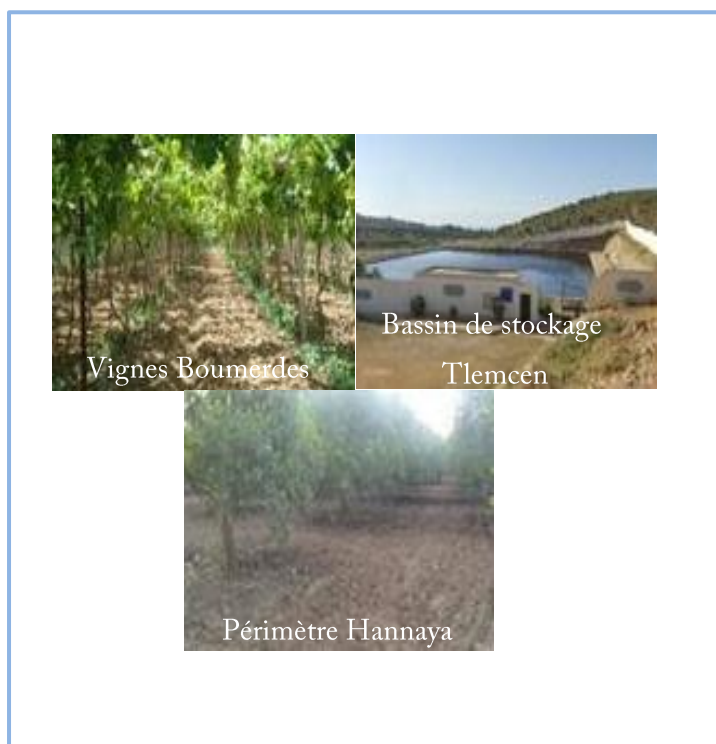 Vignes Boumerdes
Bassin de stockage
Tlemcen
Périmètre Hannaya